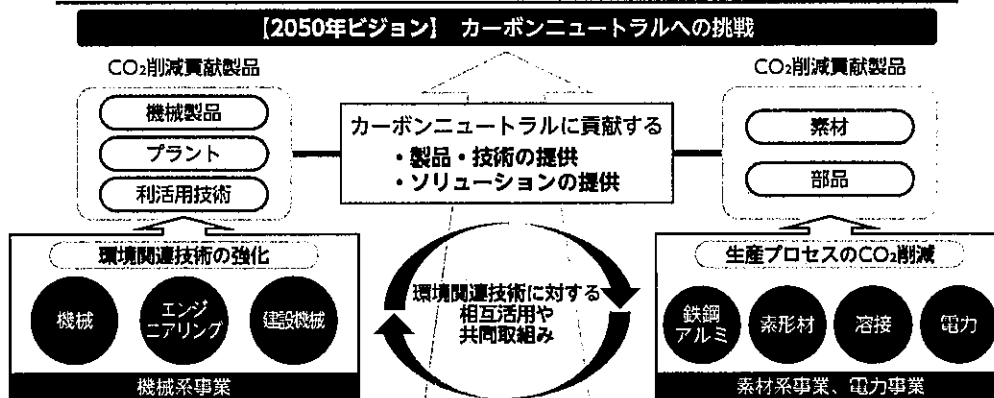 【2050年ビジョン】 カーボンニュートラルへの挑戦
CO₂削減貢献製品
機械製品
プラント
利活用技術
カーボンニュートラルに貢献する
・製品・技術の提供
・ソリューションの提供
CO₂削減貢献製品
素材
部品
環境関連技術の強化
機械
エンジ
ニアリング
建設機械
機械系事業
環境関連技術に対する
相互活用や
共同取組み
生産プロセスのCO₂削減
鉄鋼
アルミ
素形材
溶接
電力
素材系事業、電力事業